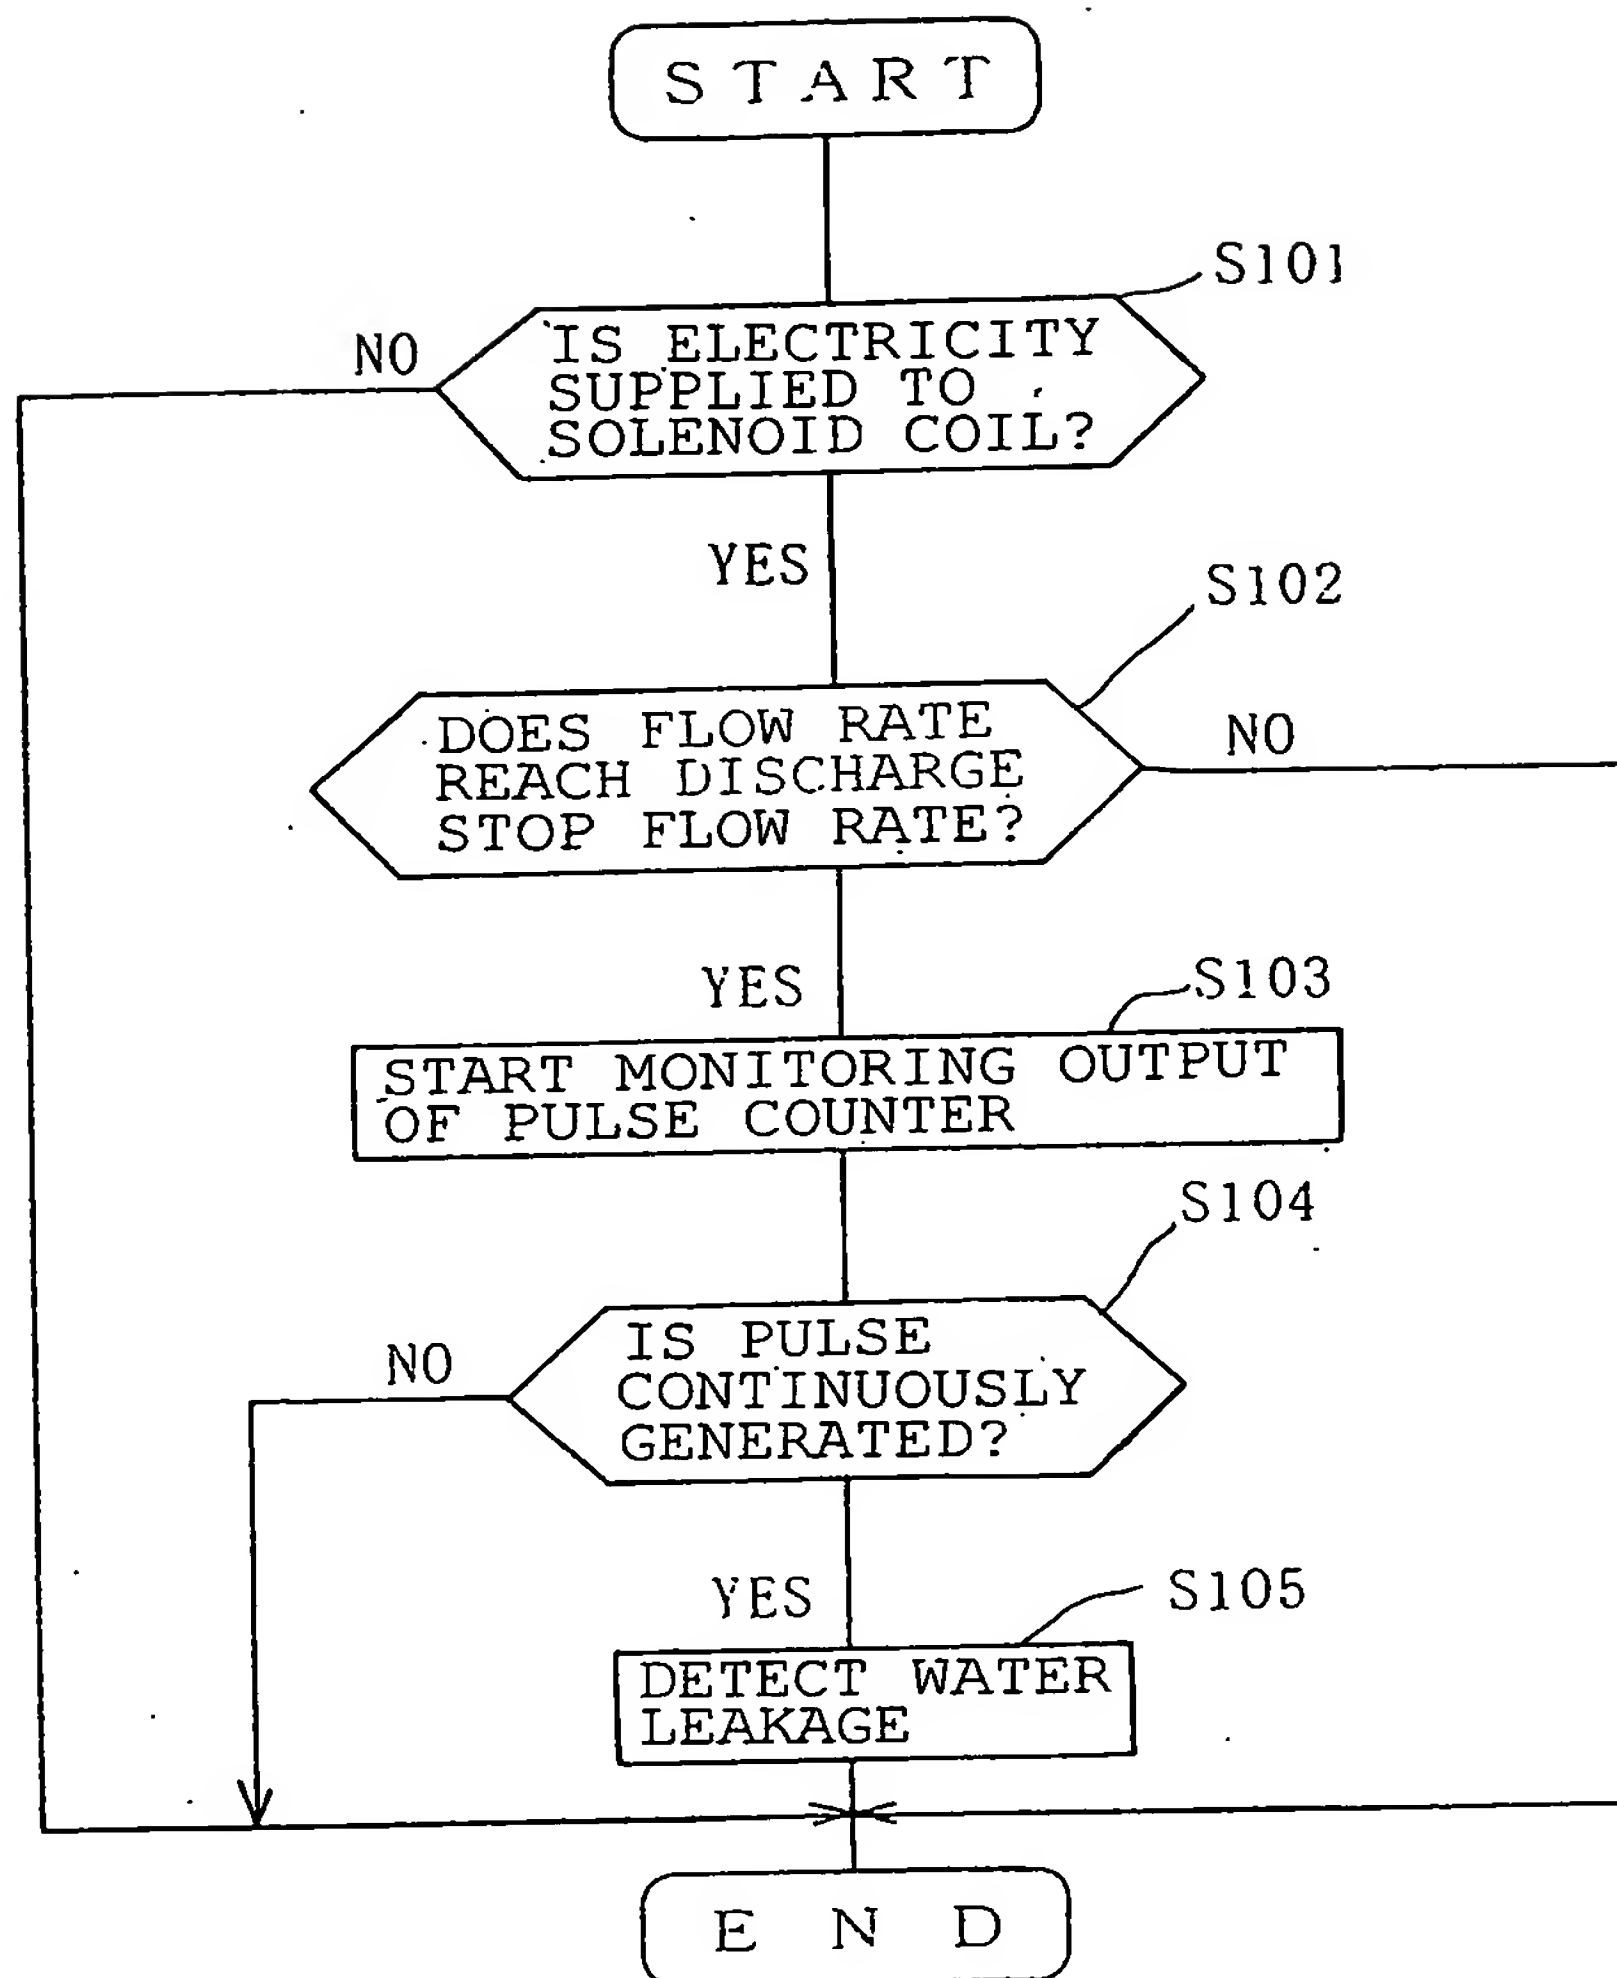 START
S101
NO
IS ELECTRICITY
SUPPLIED TO
SOLENOID COIL?
YES
S102
DOES FLOW RATE
REACH DISCHARGE
STOP FLOW RATE?
NO
YES
S103
START MONITORING OUTPUT
OF PULSE COUNTER
S104
NO
IS PULSE
CONTINUOUSLY
GENERATED?
YES
S105
DETECT WATER
LEAKAGE
END